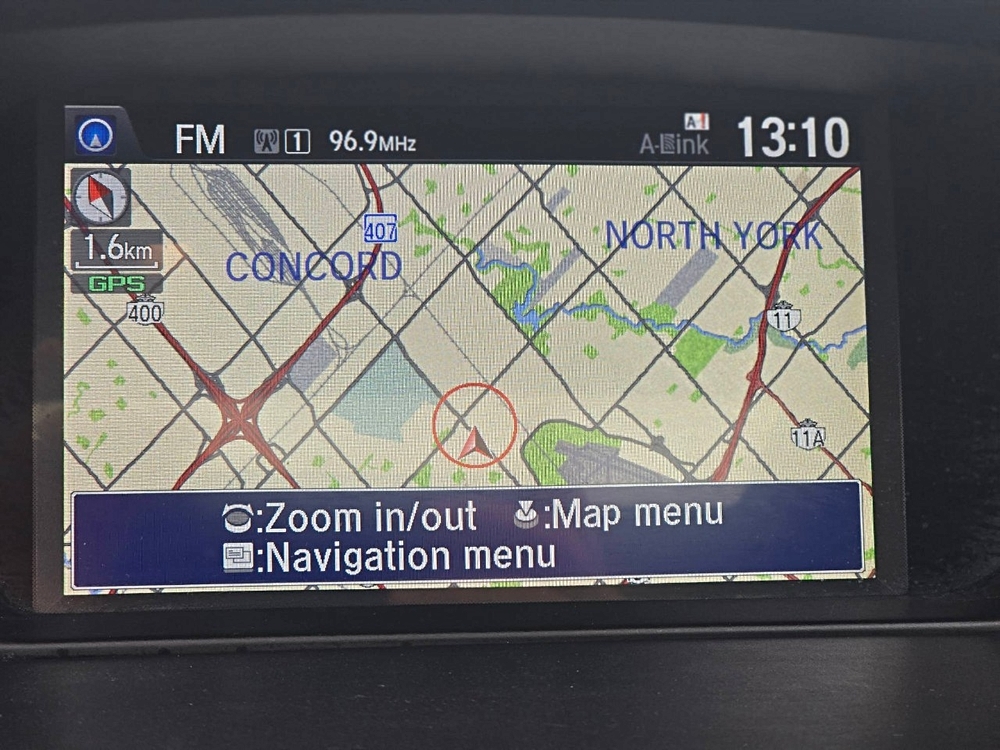 FM 1 96.9MHz A-Link 13:10
A-!
1.6km
GPS
407
CONCORD
NORTH YORK
400
11
11A
:Zoom in/out :Map menu
:Navigation menu